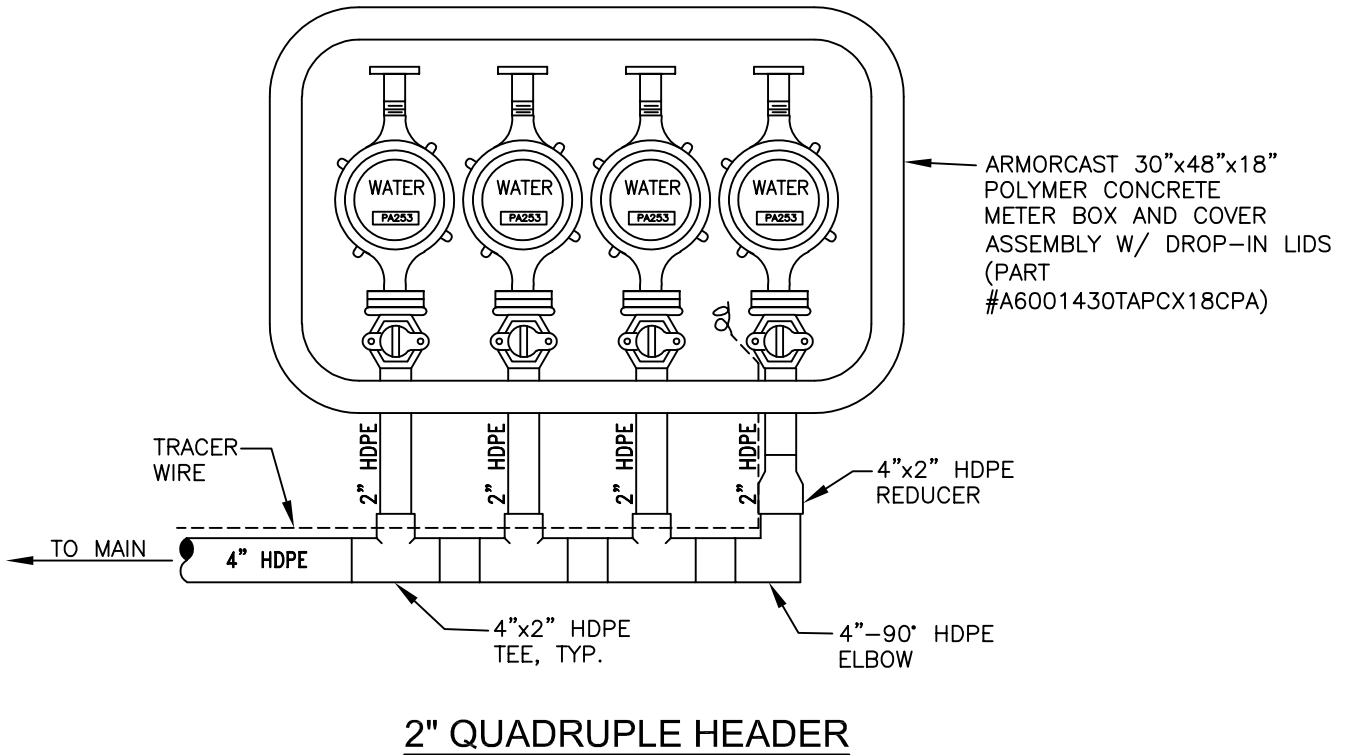 WATER WATER WATER WATER
PA253 PA253 PA253 PA253
ARMORCAST 30”x48”x18”
POLYMER CONCRETE
METER BOX AND COVER
ASSEMBLY W/ DROP-IN LIDS
(PART
#A6001430TAPCX18CPA)
TRACER
WIRE
2” HDPE
2” HDPE
2” HDPE
2” HDPE
4”x2” HDPE
REDUCER
TO MAIN
4” HDPE
4”x2” HDPE
TEE, TYP.
4”-90° HDPE
ELBOW
2" QUADRUPLE HEADER